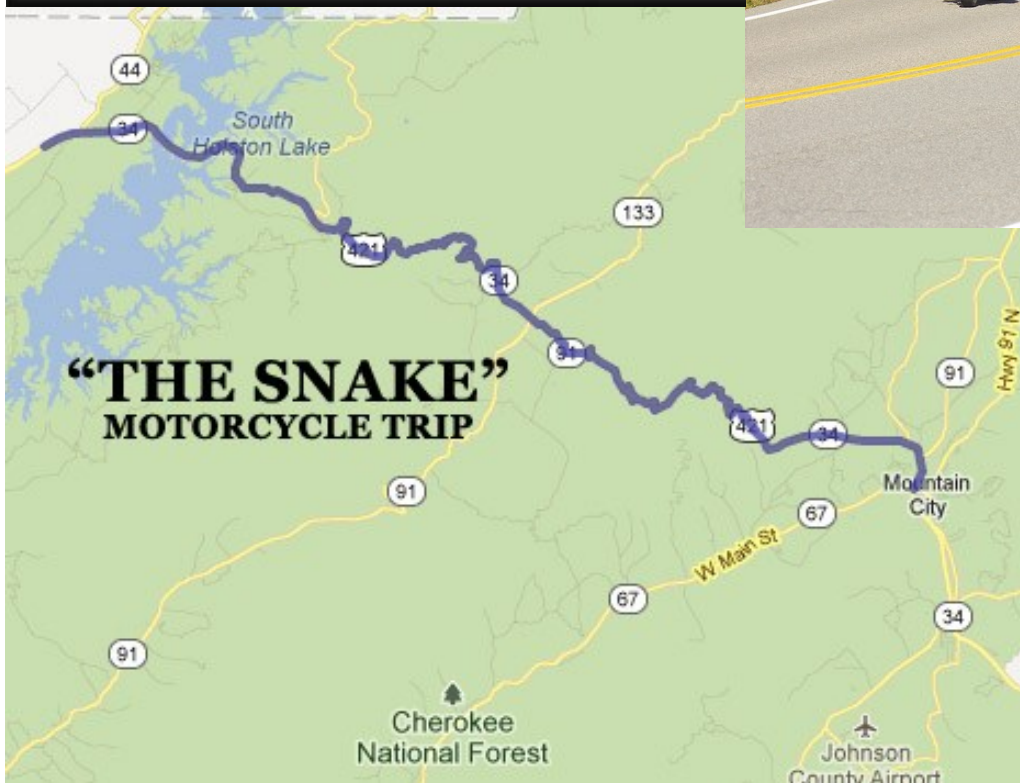 44
34
South
Holston Lake
133
421
34
91
Hwy 91 N
91
“THE SNAKE”
MOTORCYCLE TRIP
421
34
Mountain
City
91
67
W Main St
67
34
91
Cherokee
National Forest
Johnson
County Airport